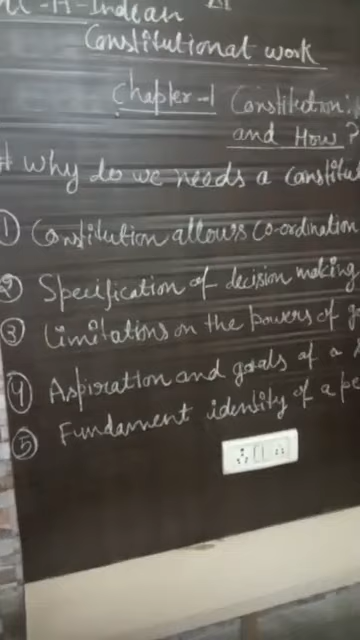 -A-Indian
Constitutional work
Chapter-1 Constitution:
and How?
# Why do we needs a constitu
① Constitution allows co-ordination
② Specification of decision making
③ Limitations on the powers of go
④ Aspiration and goals of a
⑤ Fundament identity of a pe